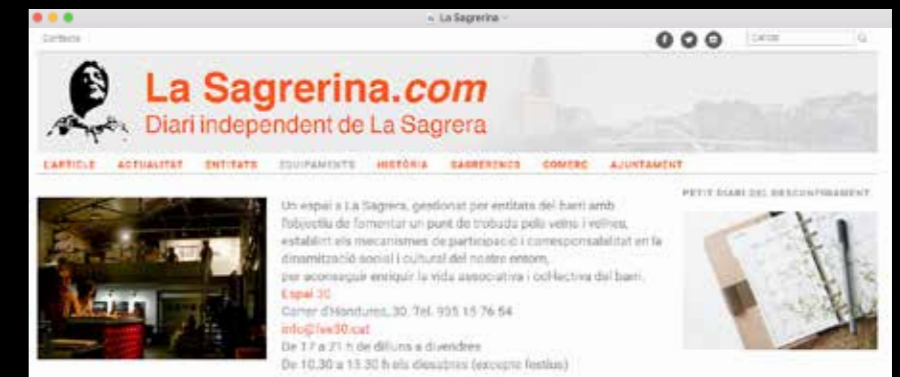 La Sagrerina
Contacte
La Sagrerina.com
Diari independent de La Sagrera
L'ARTICLE ACTUALITAT ENTITATS EQUIPAMENTS HISTÒRIA SAGRERENCS COMERÇ AJUNTAMENT
PETIT DIARI DEL DESCONFINAMENT
Un espai a La Sagrera, gestionat per entitats del barri amb
l'objectiu de fomentar un punt de trobada pels veïns i veïnes,
establint els mecanismes de participació i corresponsabilitat en la
dinamització social i cultural del nostre entorn,
per aconseguir enriquir la vida associativa i col·lectiva del barri.
Espai 30
Carrer d'Hondures, 30. Tel. 935 15 76 54
info@lve30.cat
De 17 a 21 h de dilluns a divendres
De 10,30 a 13.30 h els dissabtes (excepte festius)